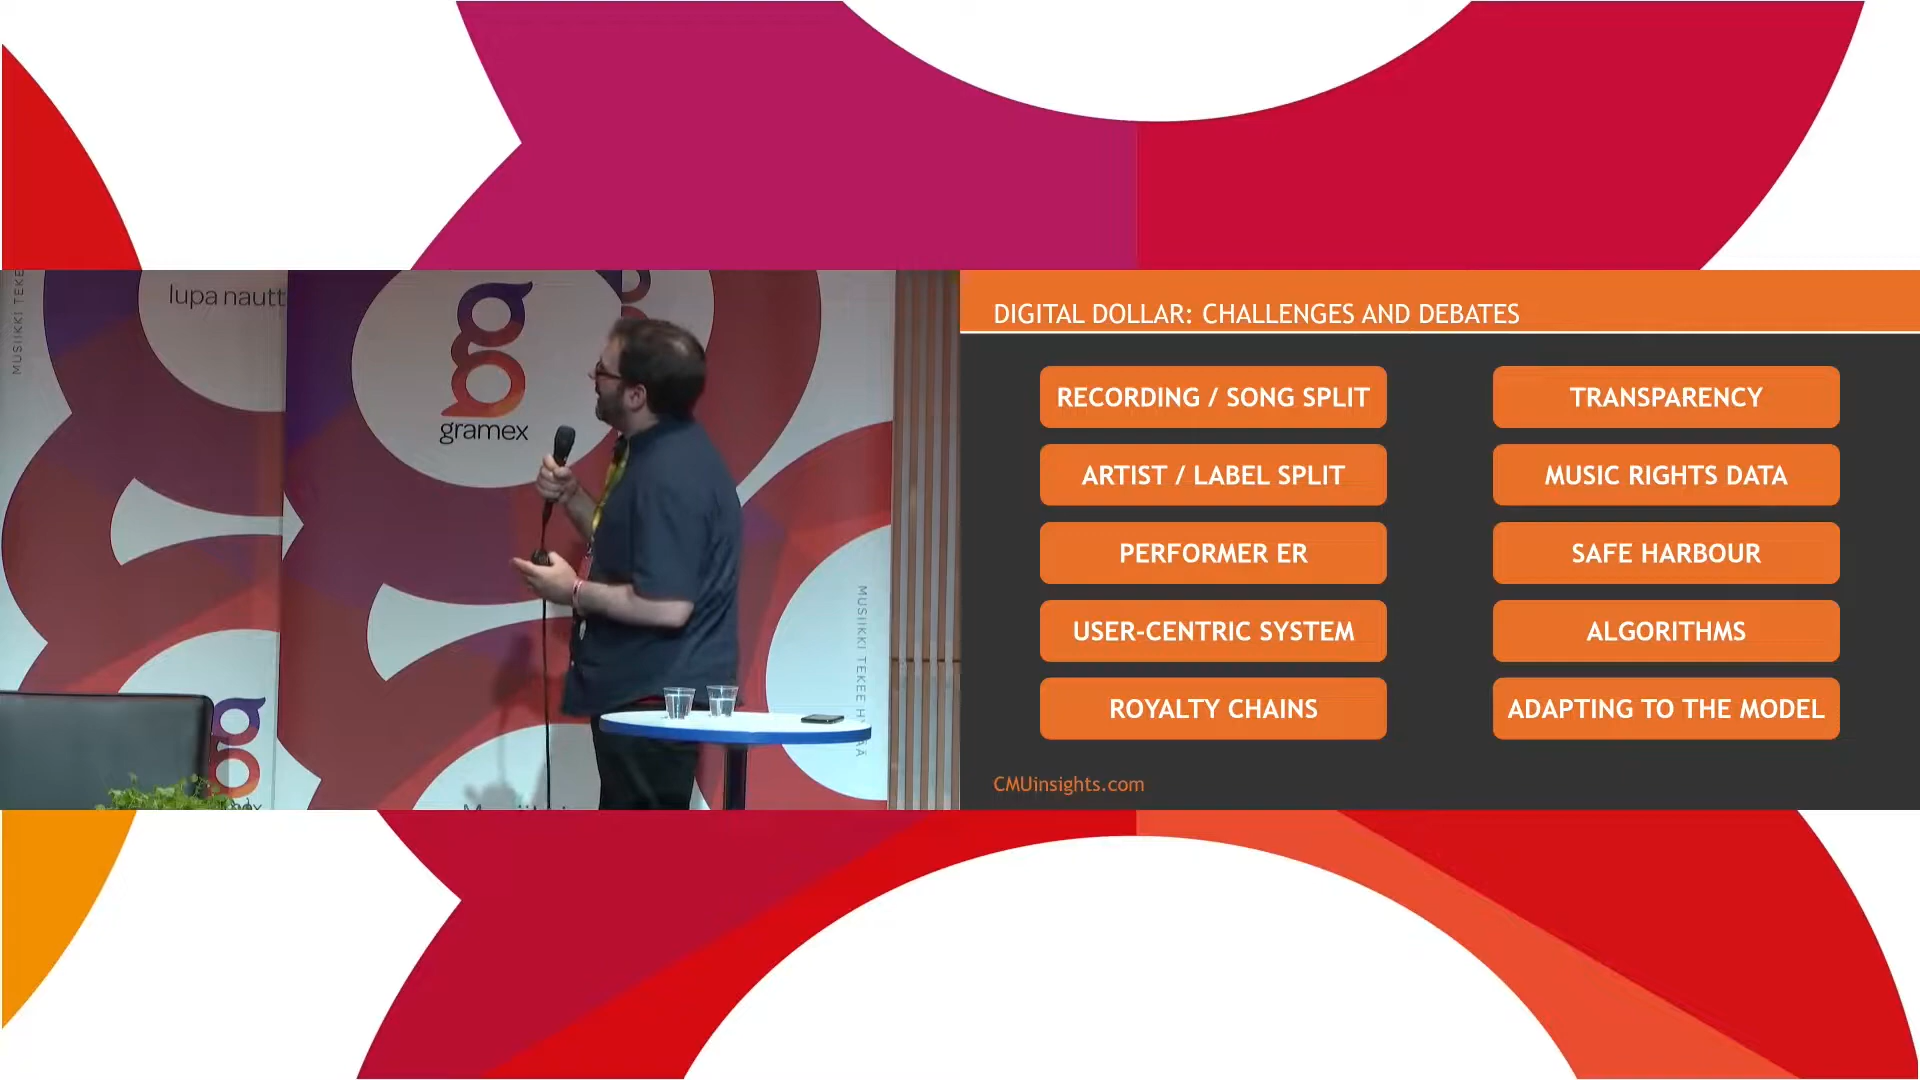 MUSIIKKI TEKE
lupa nautt
gramex
MUSIIKKI TEKEE H
DIGITAL DOLLAR: CHALLENGES AND DEBATES
RECORDING / SONG SPLIT
ARTIST / LABEL SPLIT
PERFORMER ER
USER-CENTRIC SYSTEM
ROYALTY CHAINS
TRANSPARENCY
MUSIC RIGHTS DATA
SAFE HARBOUR
ALGORITHMS
ADAPTING TO THE MODEL
CMUinsights.com